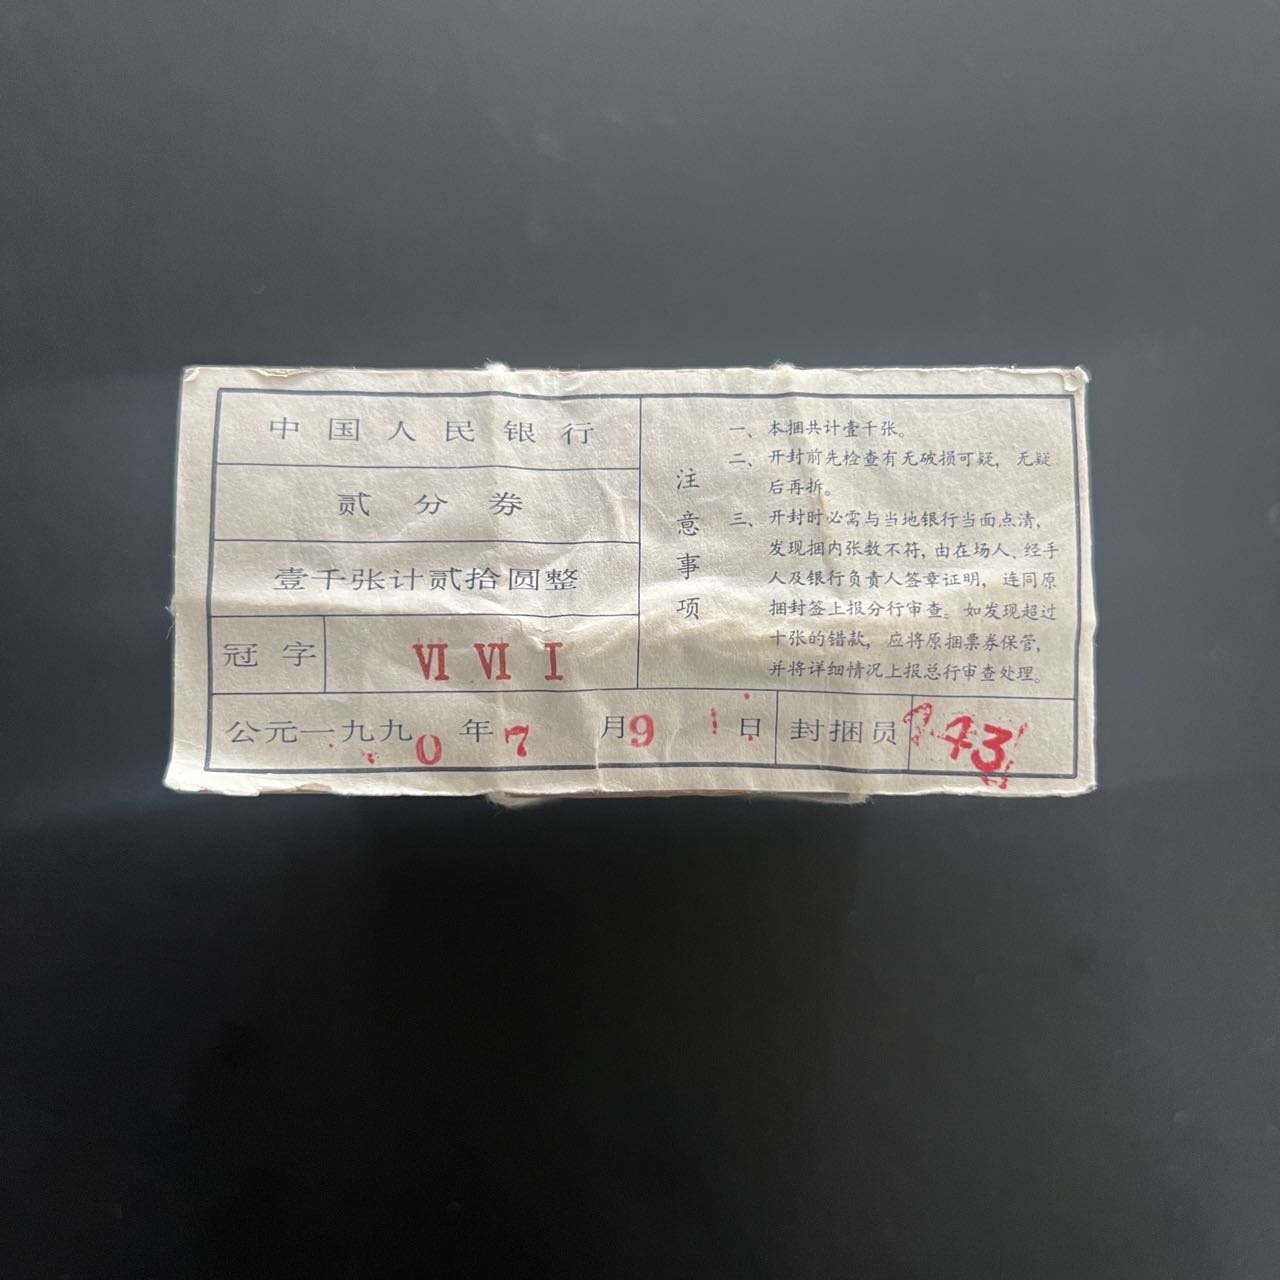 中国人民银行
贰分券
壹千张计贰拾圆整
冠字 Ⅵ Ⅵ Ⅰ
注意事项
一、本捆共计壹千张。
二、开封前先检查有无破损可疑，无疑
后再拆。
三、开封时必需与当地银行当面点清，
发现捆内张数不符，由在场人、经手
人及银行负责人签章证明，连同原
捆封签上报分行审查。如发现超过
十张的错款，应将原捆票券保管，
并将详细情况上报总行审查处理。
公元一九九0年7月9日 封捆员 43